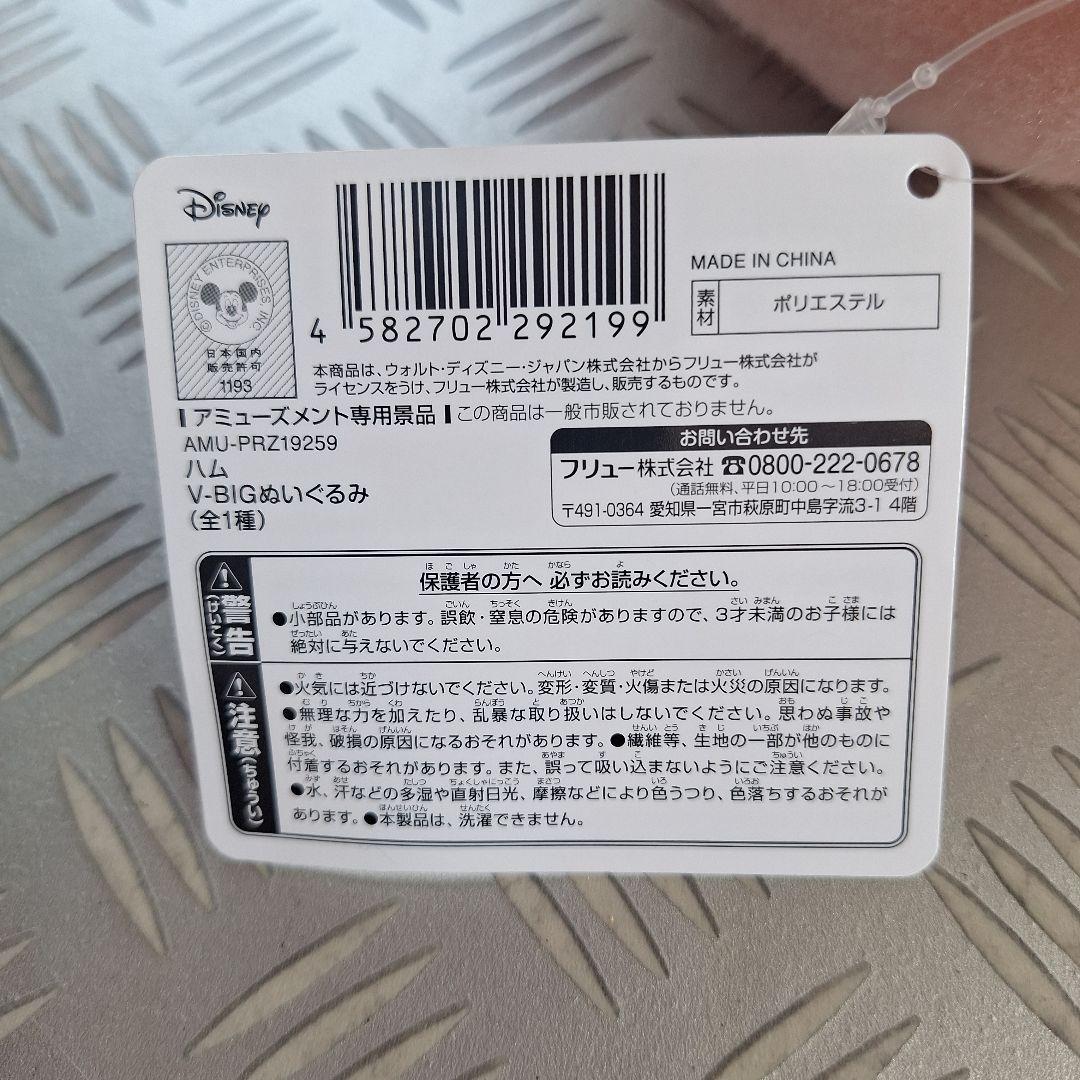 Disney
©DISNEY ENTERPRISES INC
日本国内
販売許可
1193
4 582702 292199
MADE IN CHINA
素材 ポリエステル
本商品は、ウォルト・ディズニー・ジャパン株式会社からフリュー株式会社が
ライセンスをうけ、フリュー株式会社が製造し、販売するものです。
アミューズメント専用景品 この商品は一般市販されておりません。
AMU-PRZ19259
ハム
V-BIGぬいぐるみ
(全1種)
お問い合わせ先
フリュー株式会社 ☎0800-222-0678
(通話無料、平日10:00～18:00受付)
〒491-0364 愛知県一宮市萩原町中島字流3-1 4階
警告(けいこく)
保護者の方へ 必ずお読みください。
●小部品があります。誤飲・窒息の危険がありますので、3才未満のお子様には
絶対に与えないでください。
注意(ちゅうい)
●火気には近づけないでください。変形・変質・火傷または火災の原因になります。
●無理な力を加えたり、乱暴な取り扱いはしないでください。思わぬ事故や
怪我、破損の原因になるおそれがあります。●繊維等、生地の一部が他のものに
付着するおそれがあります。また、誤って吸い込まないようにご注意ください。
●水、汗などの多湿や直射日光、摩擦などにより色うつり、色落ちするおそれが
あります。●本製品は、洗濯できません。